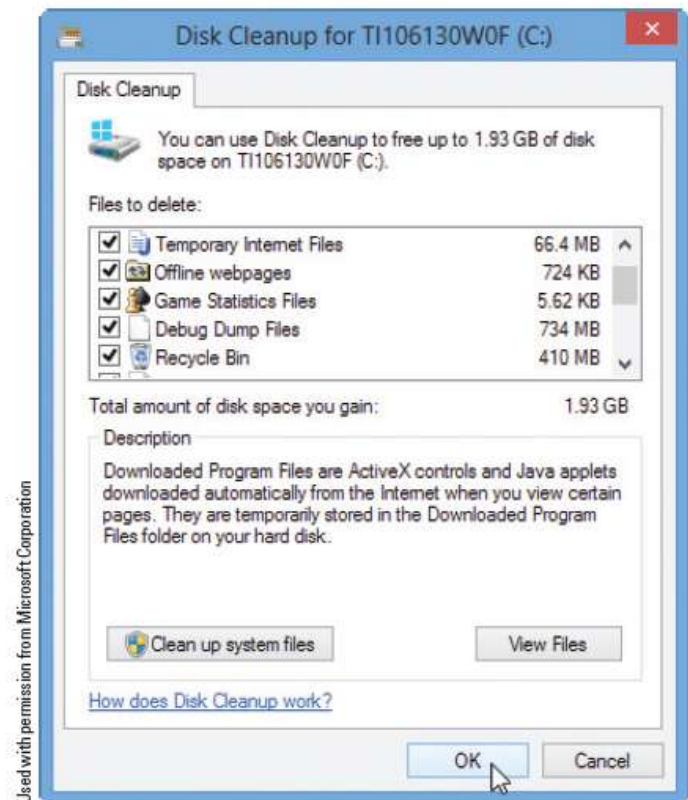 Disk Cleanup for TI106130W0F (C:)
Disk Cleanup
You can use Disk Cleanup to free up to 1.93 GB of disk
space on TI106130W0F (C:).
Files to delete:
Temporary Internet Files 66.4 MB
Offline webpages 724 KB
Game Statistics Files 5.62 KB
Debug Dump Files 734 MB
Recycle Bin 410 MB
Total amount of disk space you gain: 1.93 GB
Description
Downloaded Program Files are ActiveX controls and Java applets
downloaded automatically from the Internet when you view certain
pages. They are temporarily stored in the Downloaded Program
Files folder on your hard disk.
Clean up system files View Files
How does Disk Cleanup work?
OK Cancel
Used with permission from Microsoft Corporation